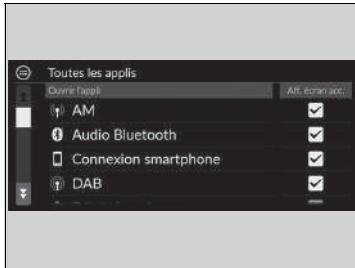 Toutes les applis
Ouvrir l'appli Aff. écran acc.
AM
Audio Bluetooth
Connexion smartphone
DAB